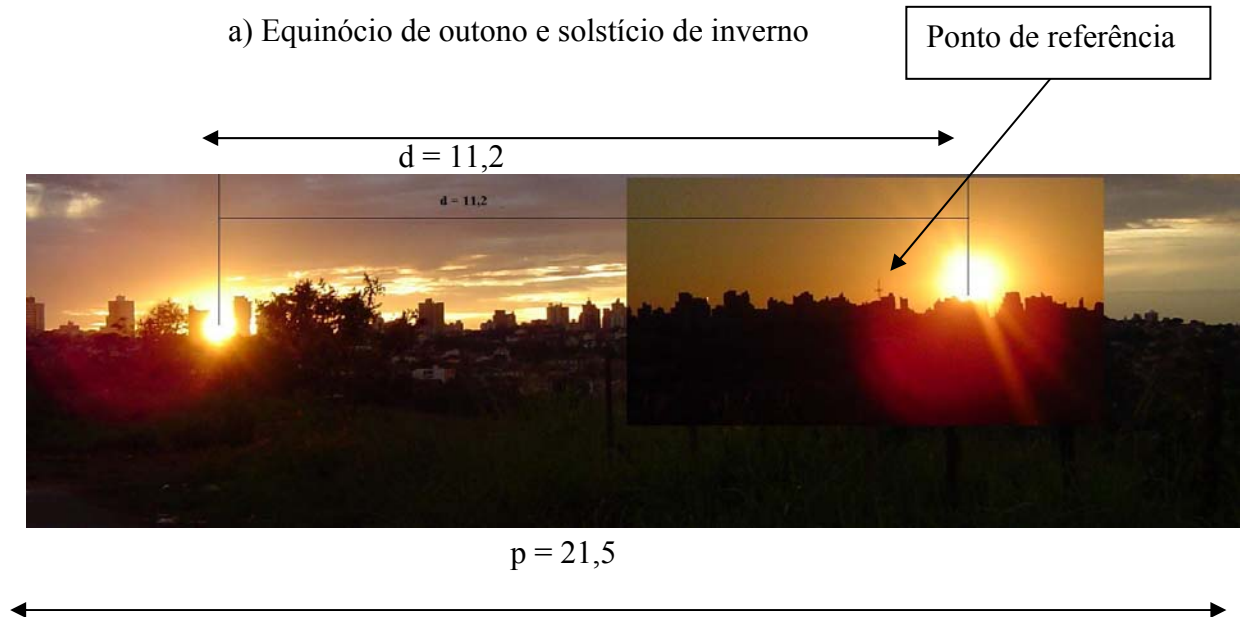 a) Equinócio de outono e solstício de inverno
Ponto de referência
d = 11,2
d = 11,2
p = 21,5